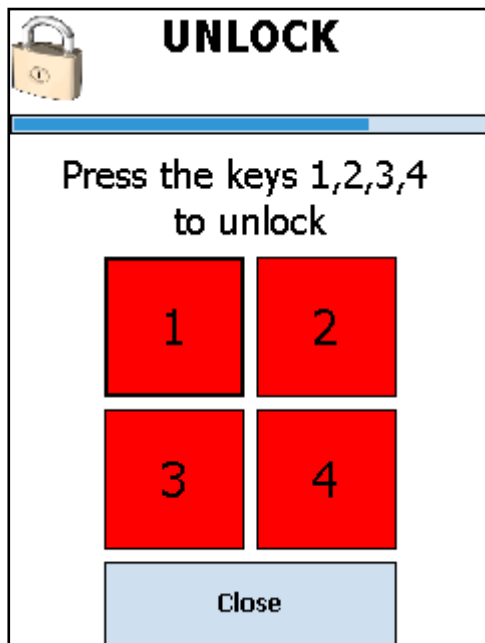 UNLOCK
Press the keys 1,2,3,4
to unlock
1 2
3 4
Close